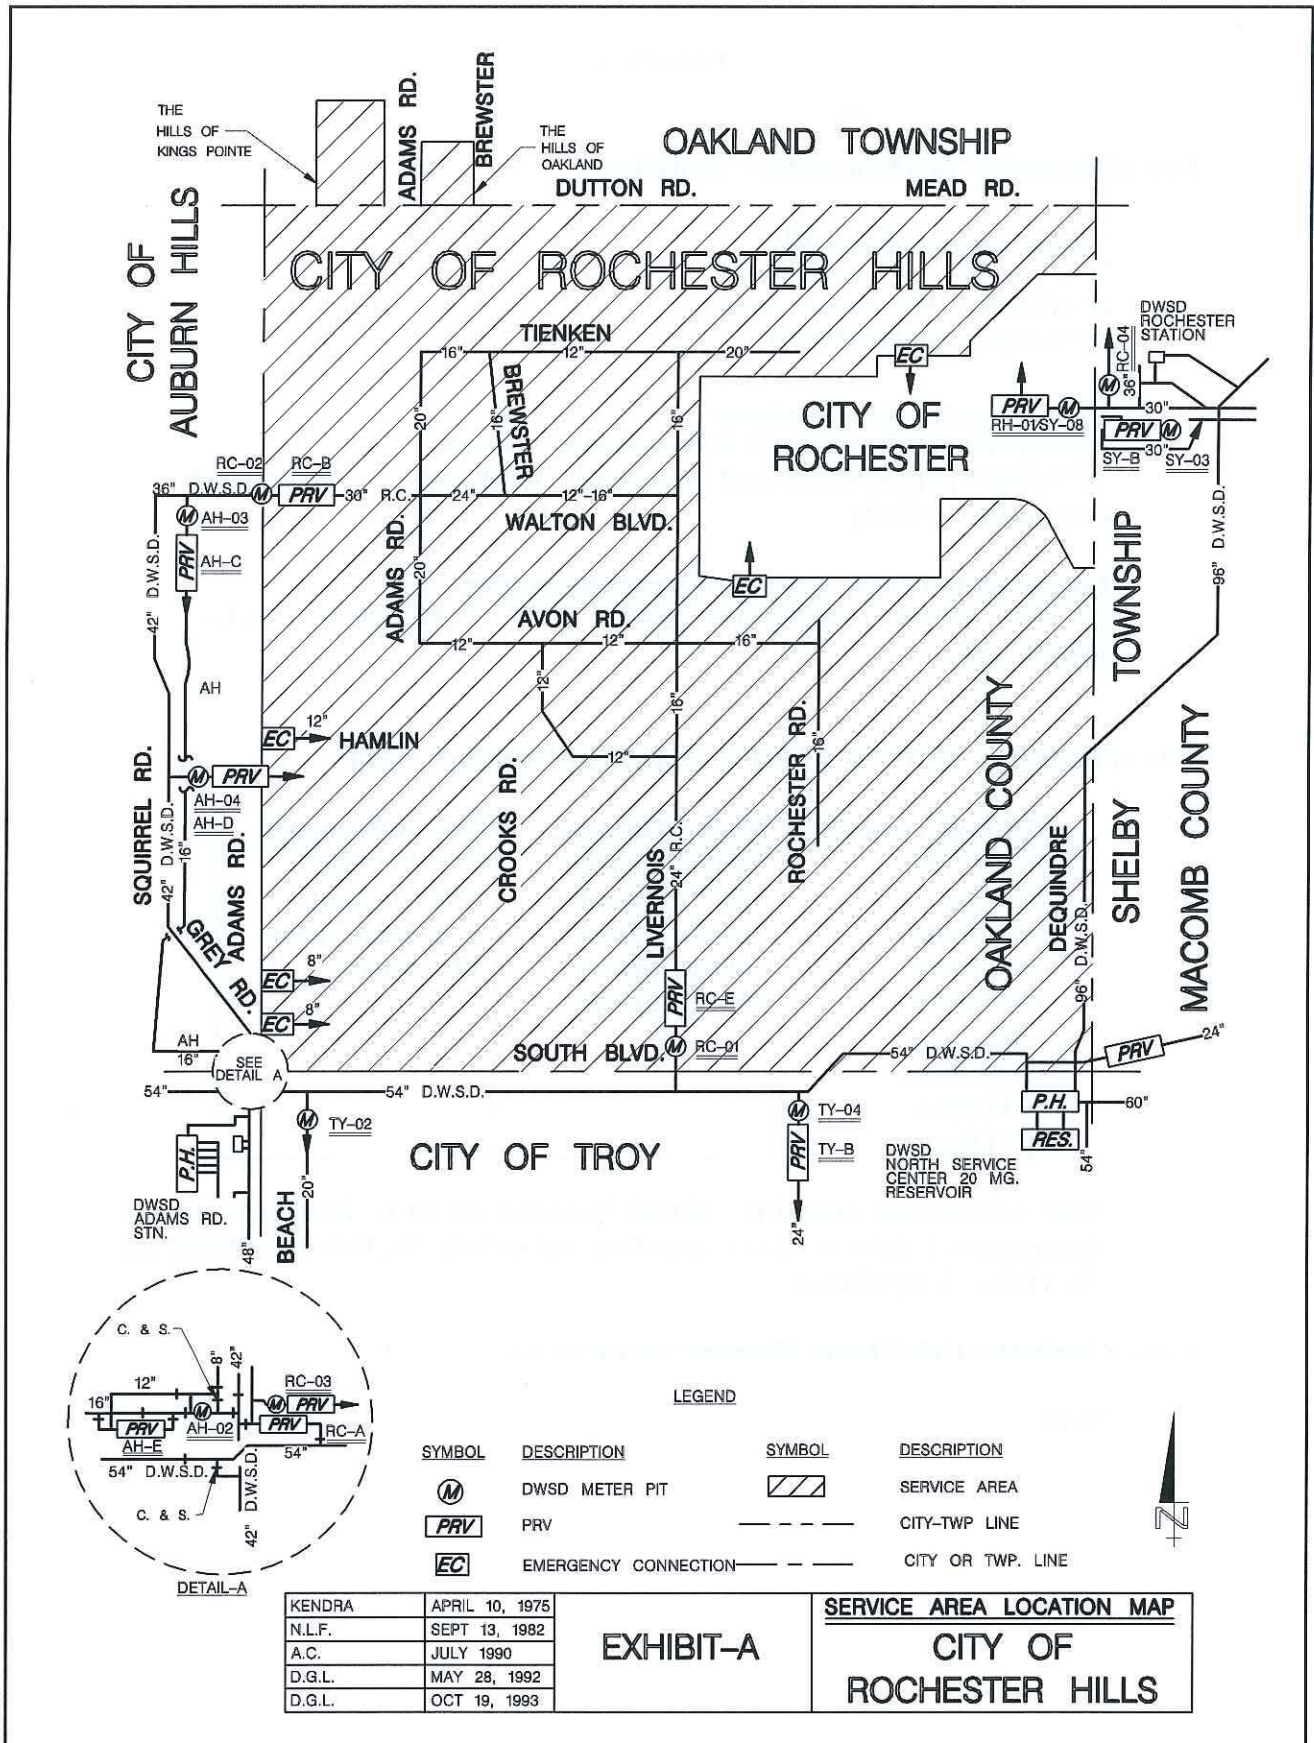 THE
HILLS OF
KINGS POINTE
ADAMS RD.
BREWSTER
THE
HILLS OF
OAKLAND
OAKLAND TOWNSHIP
DUTTON RD.
MEAD RD.
CITY OF
AUBURN HILLS
CITY OF ROCHESTER HILLS
TIENKEN
16"
12"
20"
EC
DWSD
ROCHESTER
STATION
RC-04
36"
M
BREWSTER
16"
20"
16"
CITY OF
ROCHESTER
PRV
M
RH-01/SY-08
30"
PRV
M
30"
SY-B
SY-03
RC-02
RC-B
36" D.W.S.D.
M
PRV
30" R.C.
24"
12"-16"
WALTON BLVD.
M
AH-03
PRV
AH-C
42" D.W.S.D.
ADAMS RD.
20"
EC
96" D.W.S.D.
AVON RD.
12"
12"
16"
12"
16"
AH
EC
12"
HAMLIN
12"
ROCHESTER RD.
16"
M
PRV
AH-04
AH-D
SQUIRREL RD.
42" D.W.S.D.
16"
ADAMS RD.
CROOKS RD.
LIVERNOIS
24" R.C.
OAKLAND COUNTY
DEQUINDRE
96" D.W.S.D.
SHELBY TOWNSHIP
MACOMB COUNTY
GREY RD.
EC
8"
EC
8"
PRV
RC-E
M
RC-01
AH
16"
SEE
DETAIL A
SOUTH BLVD.
54" D.W.S.D.
PRV
24"
54"
54" D.W.S.D.
M
TY-02
M
TY-04
PRV
TY-B
24"
P.H.
60"
RES.
54"
DWSD
NORTH SERVICE
CENTER 20 MG.
RESERVOIR
CITY OF TROY
P.H.
DWSD
ADAMS RD.
STN.
48"
BEACH
20"
C. & S.
8"
42"
RC-03
12"
16"
M
PRV
M
PRV
PRV
AH-02
AH-E
RC-A
54" D.W.S.D.
54"
C. & S.
D.W.S.D.
42"
DETAIL-A
LEGEND
SYMBOL DESCRIPTION SYMBOL DESCRIPTION
M DWSD METER PIT SERVICE AREA
PRV PRV CITY-TWP LINE
EC EMERGENCY CONNECTION CITY OR TWP. LINE
N
KENDRA APRIL 10, 1975
N.L.F. SEPT 13, 1982
A.C. JULY 1990
D.G.L. MAY 28, 1992
D.G.L. OCT 19, 1993
EXHIBIT-A
SERVICE AREA LOCATION MAP
CITY OF
ROCHESTER HILLS